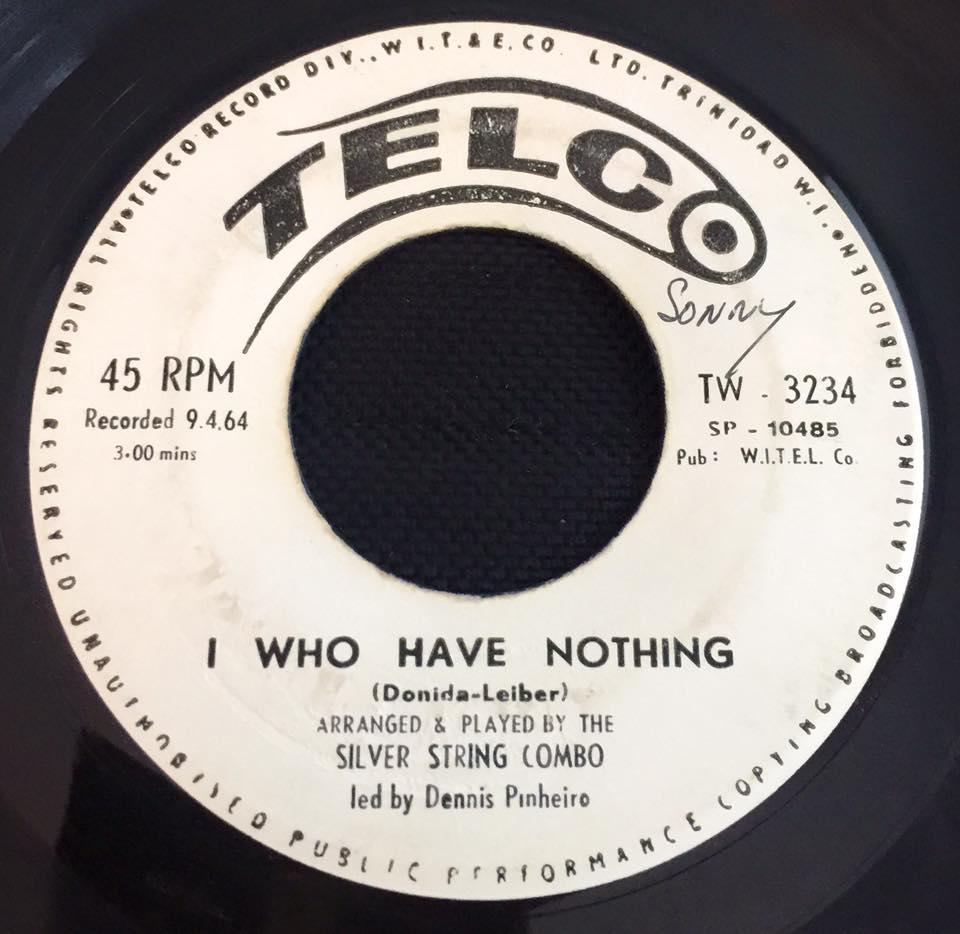 ALL RIGHTS RESERVED UNAUTHORISED PUBLIC PERFORMANCE COPYING BROADCASTING FORBIDDEN
TELCO RECORD DIV., W.I.T.& E. CO. LTD. TRINIDAD W.I.
TELCO
Sonny
45 RPM
Recorded 9.4.64
3.00 mins
TW - 3234
SP - 10485
Pub : W.I.T.E.L. Co.
I WHO HAVE NOTHING
(Donida-Leiber)
ARRANGED & PLAYED BY THE
SILVER STRING COMBO
led by Dennis Pinheiro